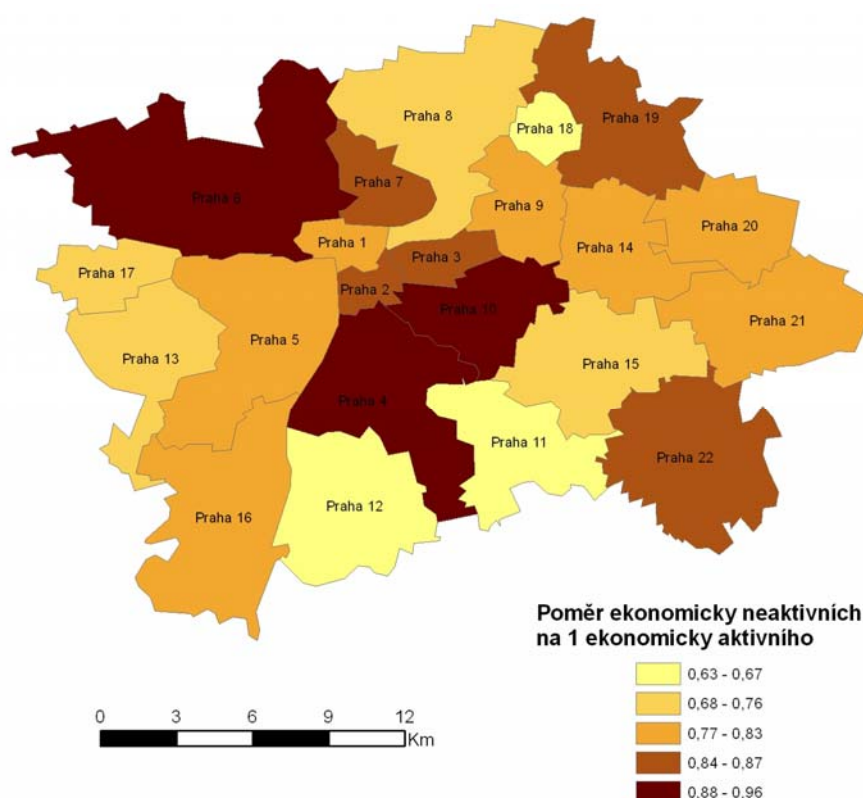 Praha 8
Praha 18
Praha 19
Praha 7
Praha 6
Praha 9
Praha 20
Praha 1
Praha 14
Praha 3
Praha 17
Praha 2
Praha 10
Praha 21
Praha 5
Praha 13
Praha 15
Praha 4
Praha 11
Praha 22
Praha 12
Praha 16
Poměr ekonomicky neaktivních
na 1 ekonomicky aktivního
0,63 - 0,67
0,68 - 0,76
0,77 - 0,83
0,84 - 0,87
0,88 - 0,96
0 3 6 9 12
Km